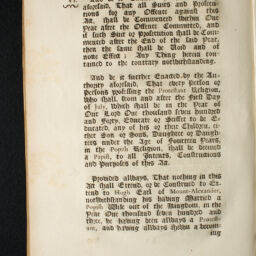 aforesaid, That all Suits and Prosecu-
tions for any Offence against this
Act, shall be Commenced within One
Year after the Offence Committed, and
if such Suit or Prosecution shall be Com-
menced after the End of the said Year,
then the same shall be Void and of
none Effect; Any Thing herein con-
tained to the contrary notwithstanding.
And be it further Enacted by the Au-
thority aforesaid, That every Person or
Persons professing the Protestant Religion,
who shall, from and after the First Day
of July, which shall be in the Year of
Our Lord One thousand seven hundred
and Forty, Educate or Suffer to be E-
ducated, any of his or their Children, ei-
ther Son or Sons, Daughter or Daugh-
ters under the Age of Fourteen Years,
in the Popish Religion, shall be deemed
a Papist, to all Intents, Constructions
and Purposes of this Act.
Provided always, That nothing in this
Act shall Extend, or be Construed to Ex-
tend to Hugh Earl of Mount-Alexander,
notwithstanding his having Married a
Popish Wife out of the Kingdom, in the
Year One thousand seven hundred and
three, he having been always a Protest-
ant, and having always shewn a becom-
ing